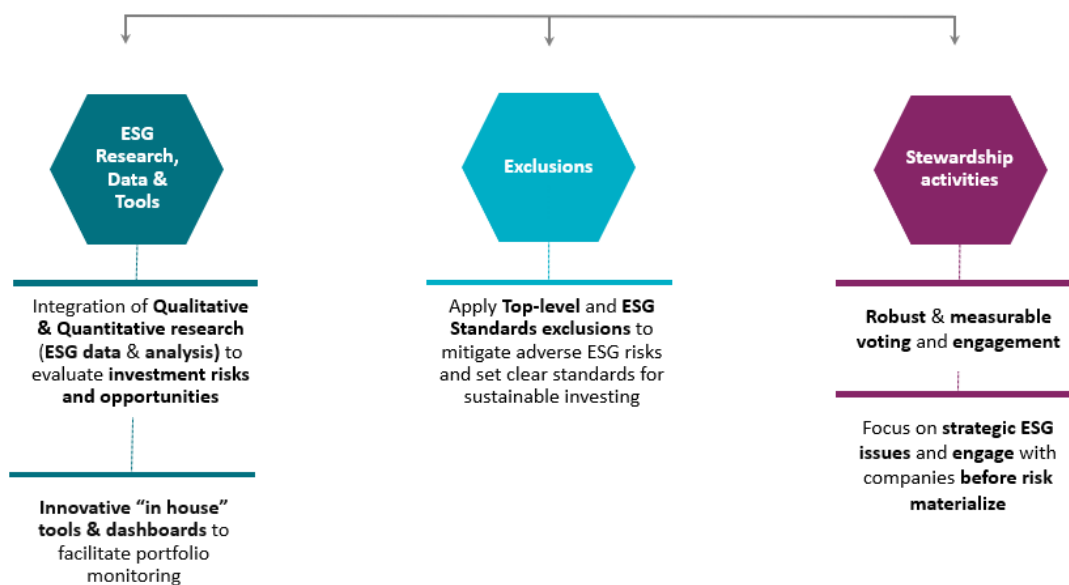 ESG
Research,
Data &
Tools
Integration of Qualitative
& Quantitative research
(ESG data & analysis) to
evaluate investment risks
and opportunities
Innovative “in house”
tools & dashboards to
facilitate portfolio
monitoring
Exclusions
Apply Top-level and ESG
Standards exclusions to
mitigate adverse ESG risks
and set clear standards for
sustainable investing
Stewardship
activities
Robust & measurable
voting and engagement
Focus on strategic ESG
issues and engage with
companies before risk
materialize